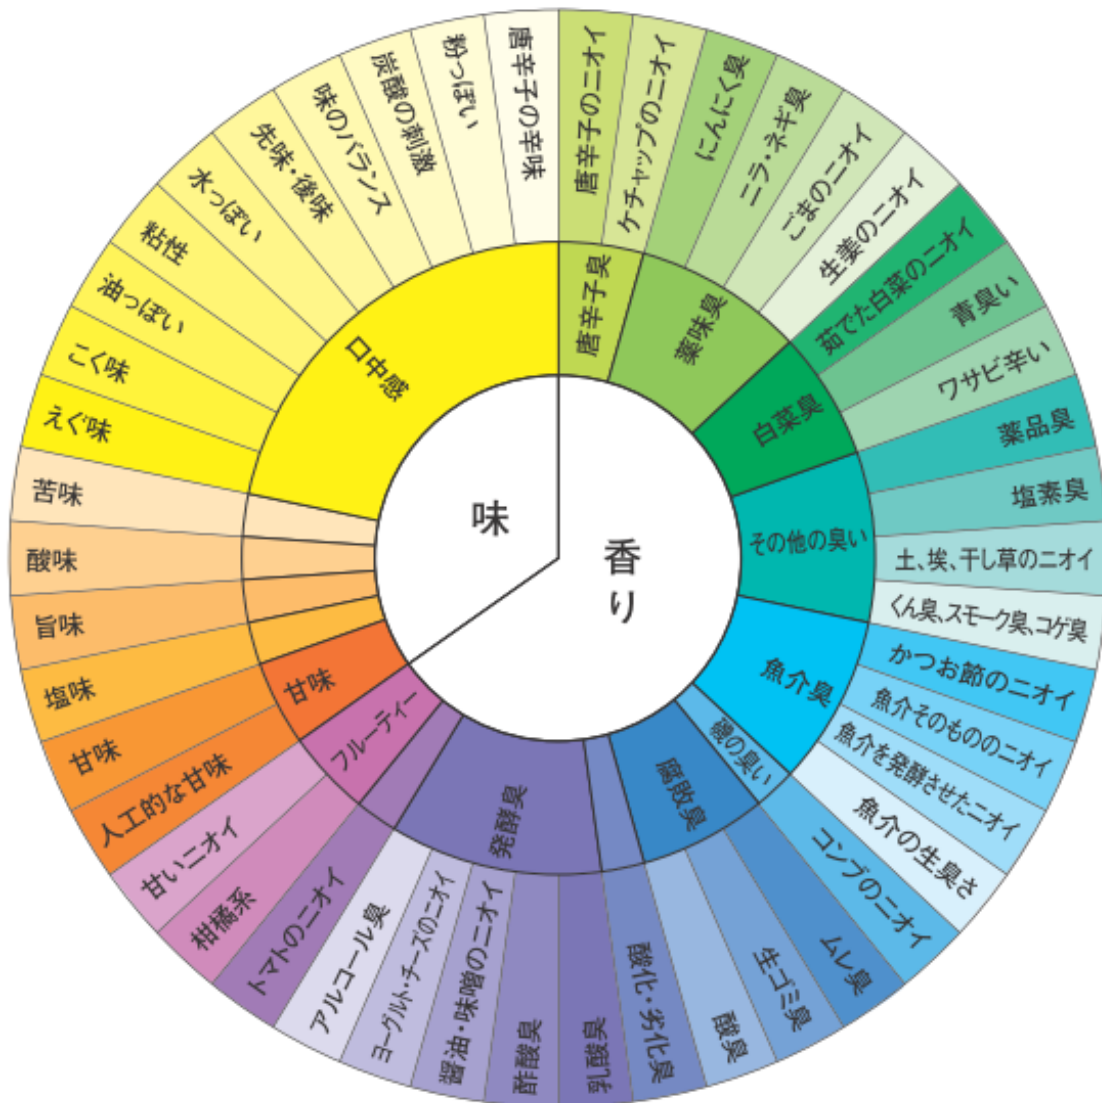 味
香り
唐辛子臭
薬味臭
白菜臭
その他の臭い
魚介臭
磯の臭い
腐敗臭
発酵臭
フルーティー
甘味
口中感
唐辛子のニオイ
ケチャップのニオイ
にんにく臭
ニラ・ネギ臭
ごまのニオイ
生姜のニオイ
茹でた白菜のニオイ
青臭い
ワサビ辛い
薬品臭
塩素臭
土、埃、干し草のニオイ
くん臭、スモーク臭、コゲ臭
かつお節のニオイ
魚介そのもののニオイ
魚介を発酵させたニオイ
魚介の生臭さ
コンブのニオイ
ムレ臭
生ゴミ臭
酸臭
酸化・劣化臭
乳酸臭
酢酸臭
醤油・味噌のニオイ
ヨーグルト・チーズのニオイ
アルコール臭
トマトのニオイ
柑橘系
甘いニオイ
人工的な甘味
甘味
塩味
旨味
酸味
苦味
えぐ味
こく味
油っぽい
粘性
水っぽい
先味・後味
味のバランス
炭酸の刺激
粉っぽい
唐辛子の辛味